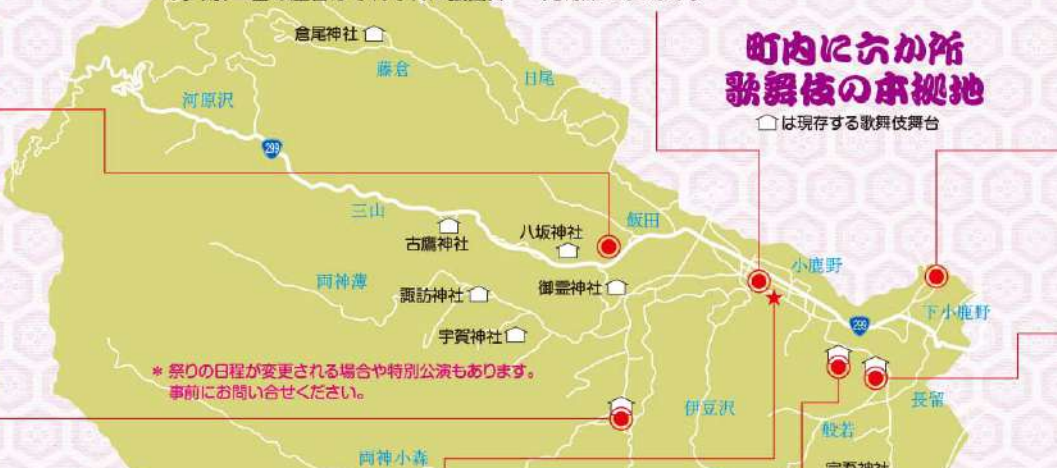 倉尾神社
藤倉
日尾
町内に六か所
歌舞伎の本拠地
は現存する歌舞伎舞台
河原沢
299
三山
古鷹神社
八坂神社
飯田
小鹿野
両神薄
諏訪神社
御霊神社
下小鹿野
宇賀神社
299
＊祭りの日程が変更される場合や特別公演もあります。
事前にお問い合せください。
伊豆沢
長留
般若
両神小森